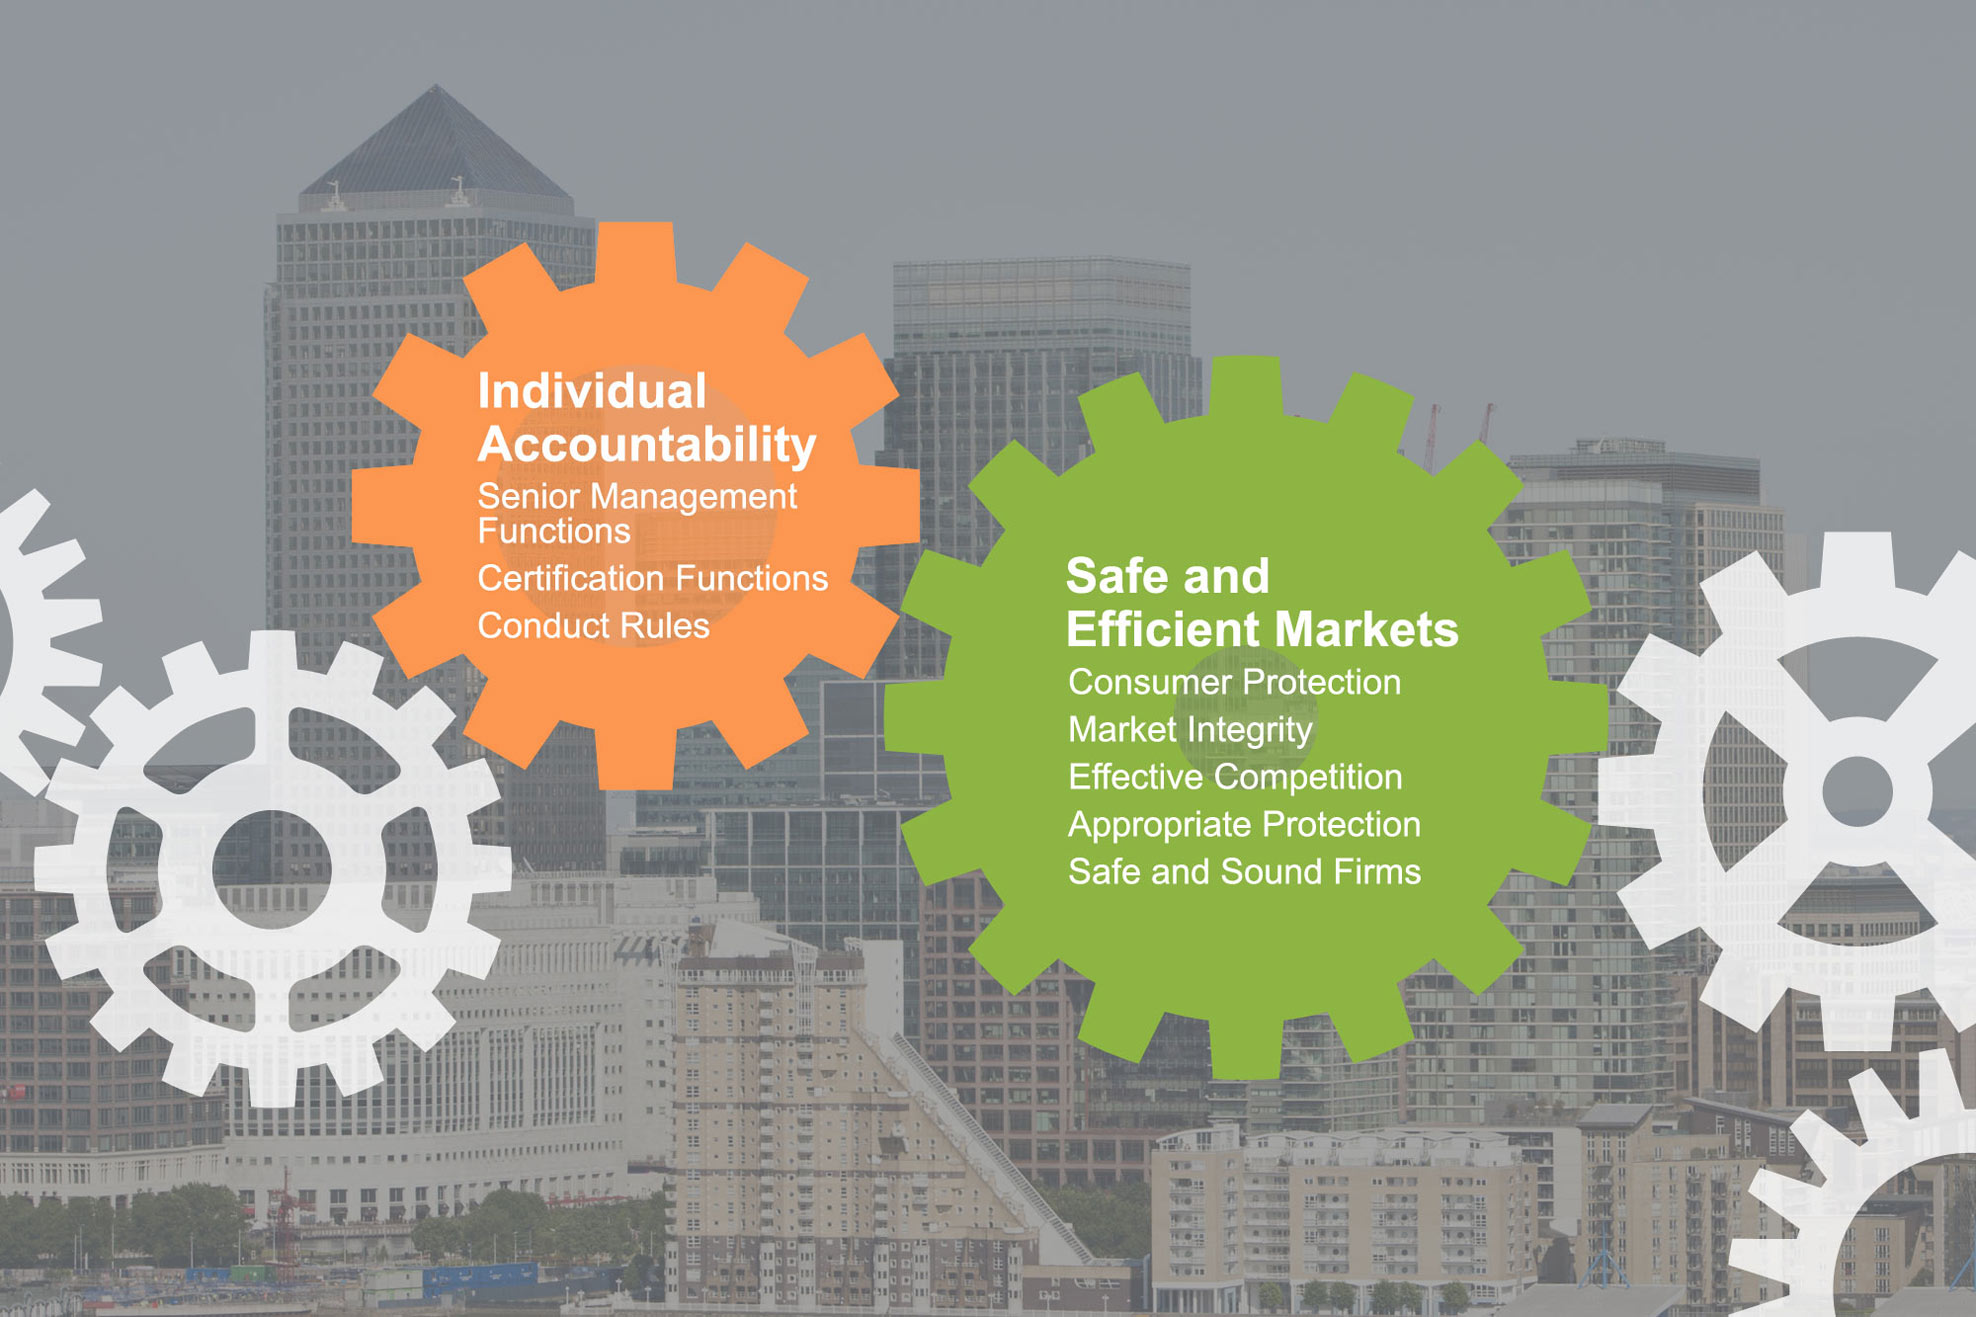 Individual
Accountability
Senior Management
Functions
Certification Functions
Conduct Rules
Safe and
Efficient Markets
Consumer Protection
Market Integrity
Effective Competition
Appropriate Protection
Safe and Sound Firms